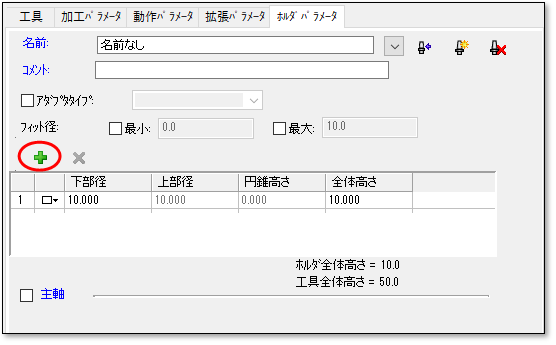 工具 加工ﾊﾟﾗﾒｰﾀ 動作ﾊﾟﾗﾒｰﾀ 拡張ﾊﾟﾗﾒｰﾀ ﾎﾙﾀﾞﾊﾟﾗﾒｰﾀ
名前: 名前なし
ｺﾒﾝﾄ:
ｱﾀﾞﾌﾟﾀﾀｲﾌﾟ:
ﾌｨｯﾄ径: 最小: 0.0 最大: 10.0
下部径 上部径 円錐高さ 全体高さ
1 10.000 10.000 0.000 10.000
ﾎﾙﾀﾞ全体高さ = 10.0
工具全体高さ = 50.0
主軸